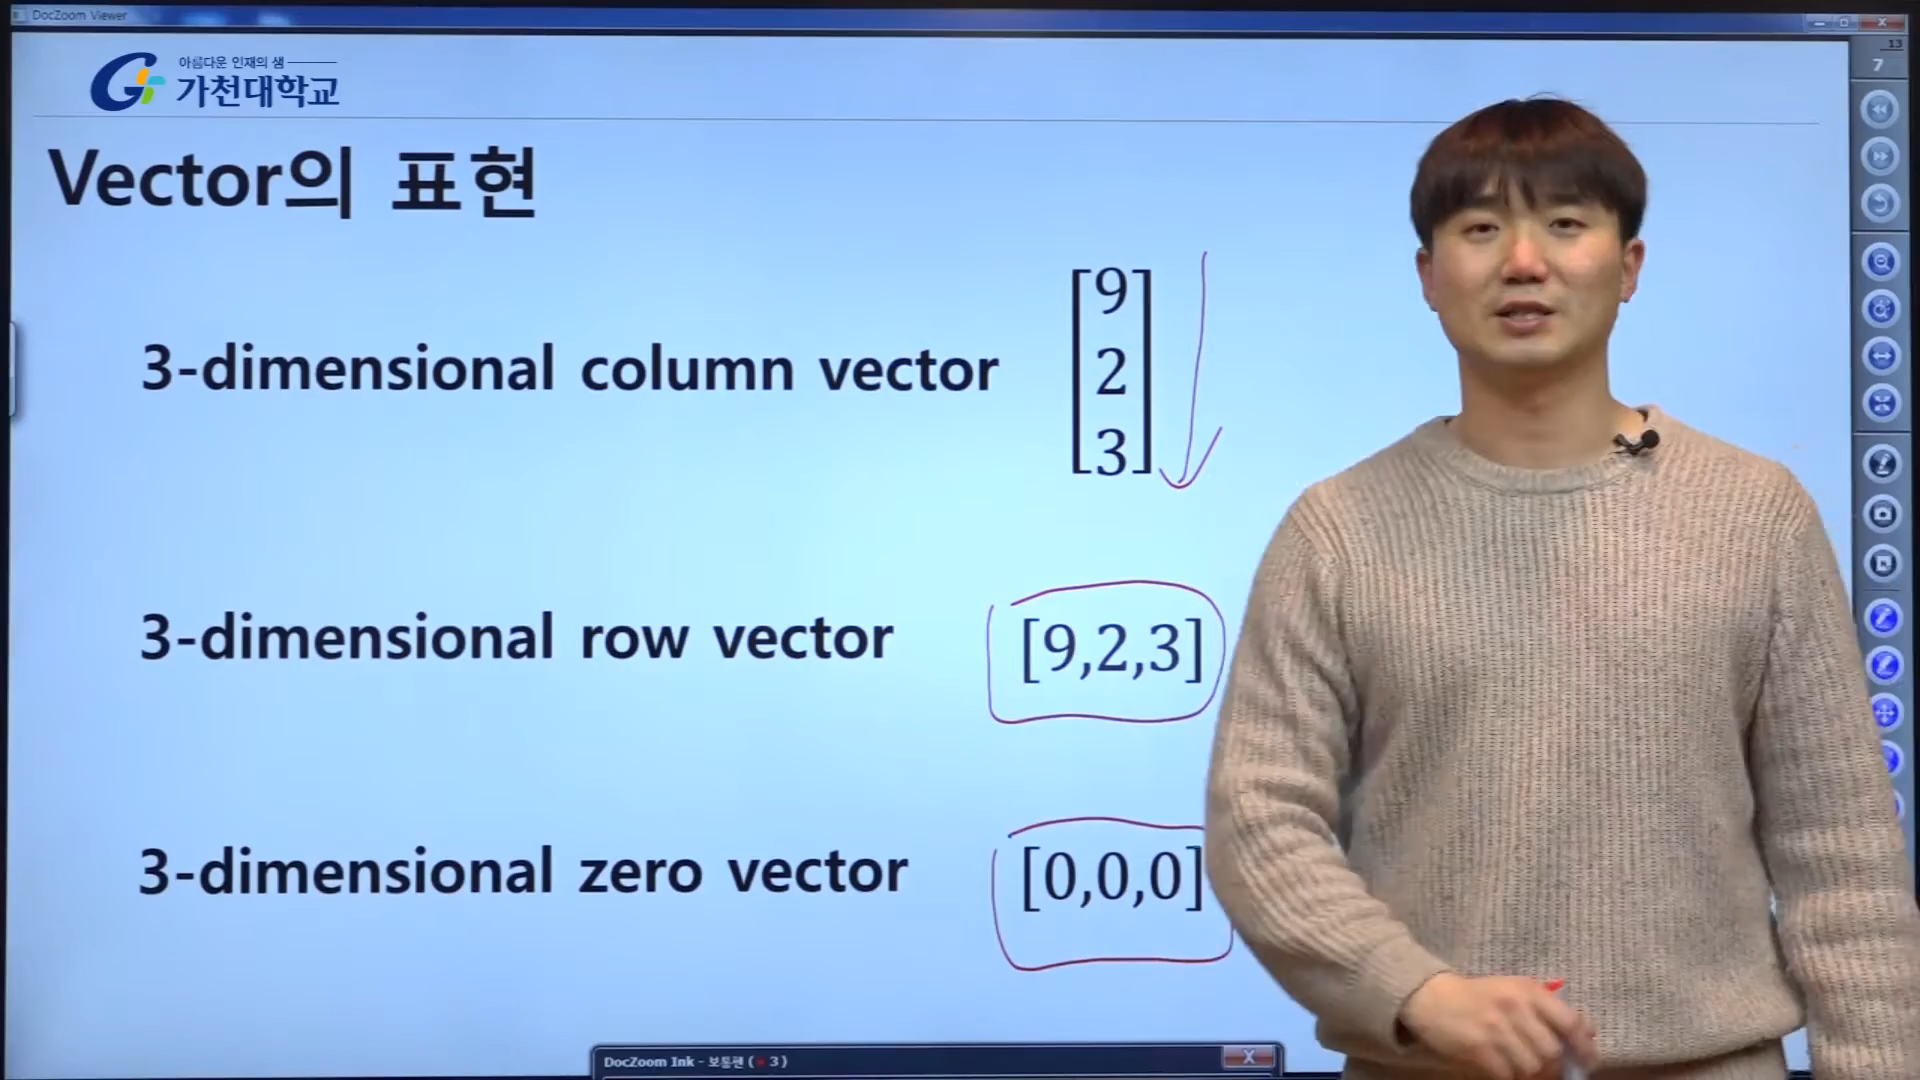 DocZoom Viewer
13
7
아름다운 인재의 샘
가천대학교
Vector의 표현
3-dimensional column vector
[9
2
3]
3-dimensional row vector
[9,2,3]
3-dimensional zero vector
[0,0,0]
DocZoom Ink - 보통펜 ( 3 )
X